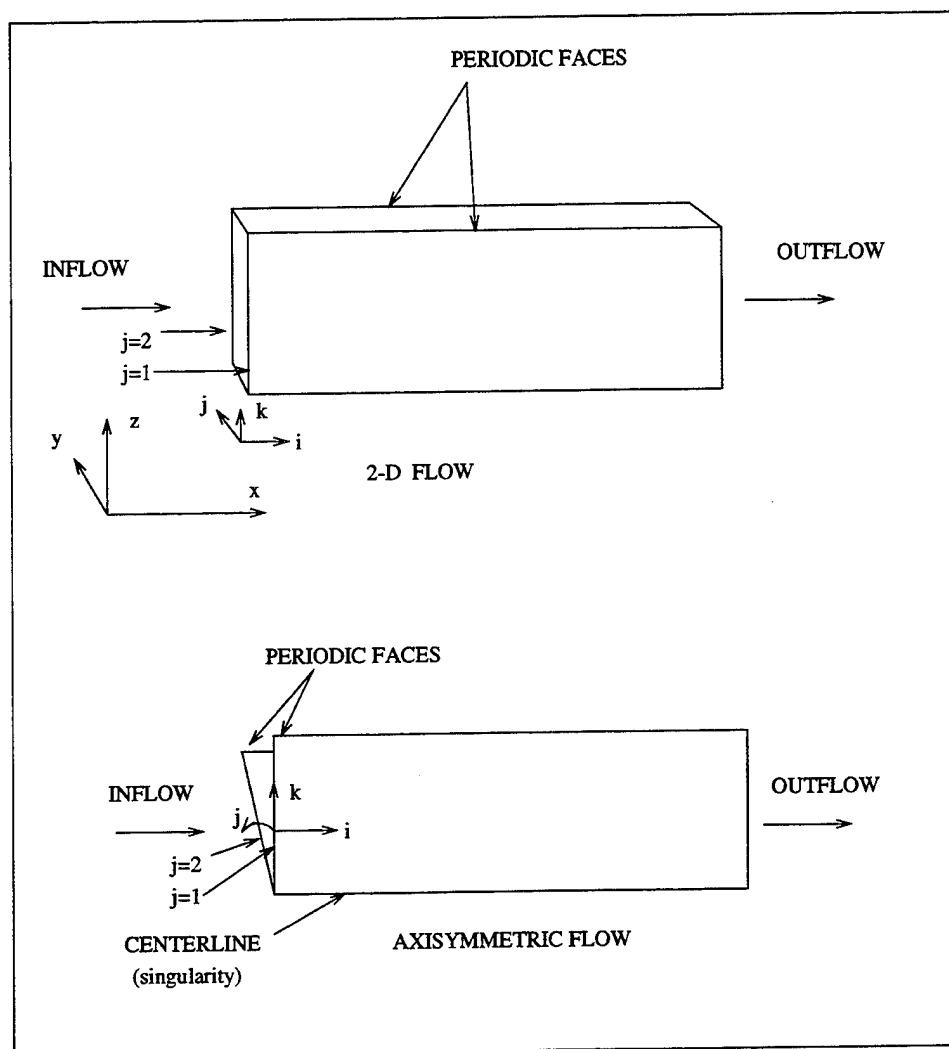 PERIODIC FACES
INFLOW
OUTFLOW
j=2
j=1
j
k
i
z
y
x
2-D FLOW
PERIODIC FACES
INFLOW
OUTFLOW
k
j
i
j=2
j=1
CENTERLINE
(singularity)
AXISYMMETRIC FLOW